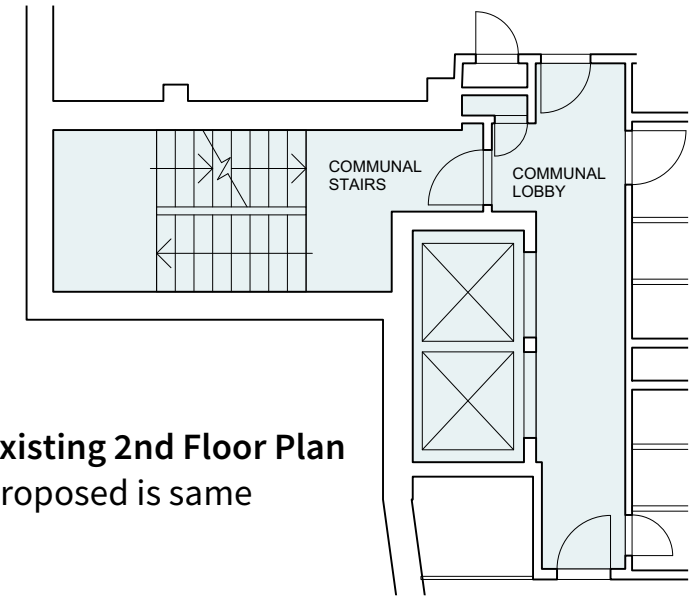 COMMUNAL
STAIRS
COMMUNAL
LOBBY
xisting 2nd Floor Plan
roposed is same